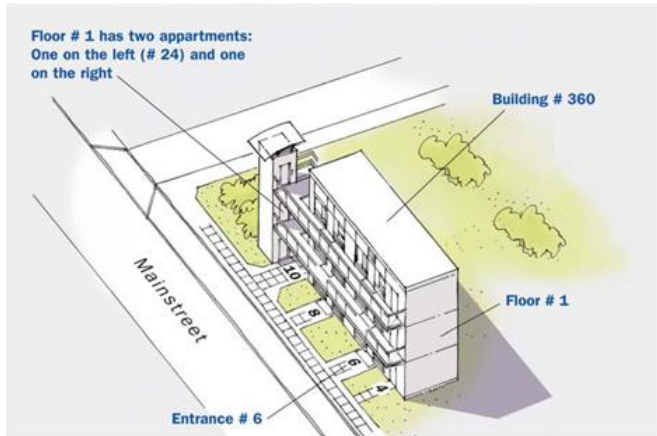 Floor # 1 has two appartments:
One on the left (# 24) and one
on the right
Building # 360
Mainstreet
10
8
Floor # 1
6
4
Entrance # 6